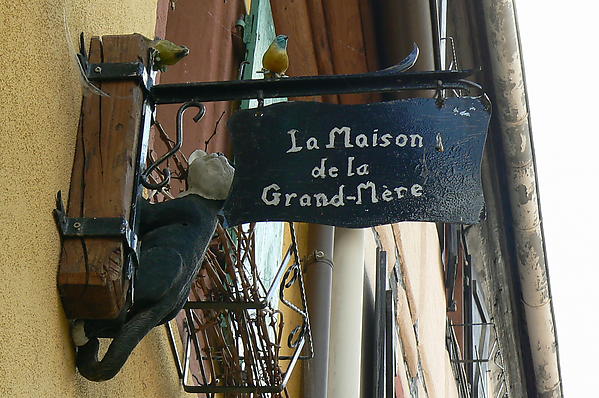 La Maison
de la
Grand-Mère